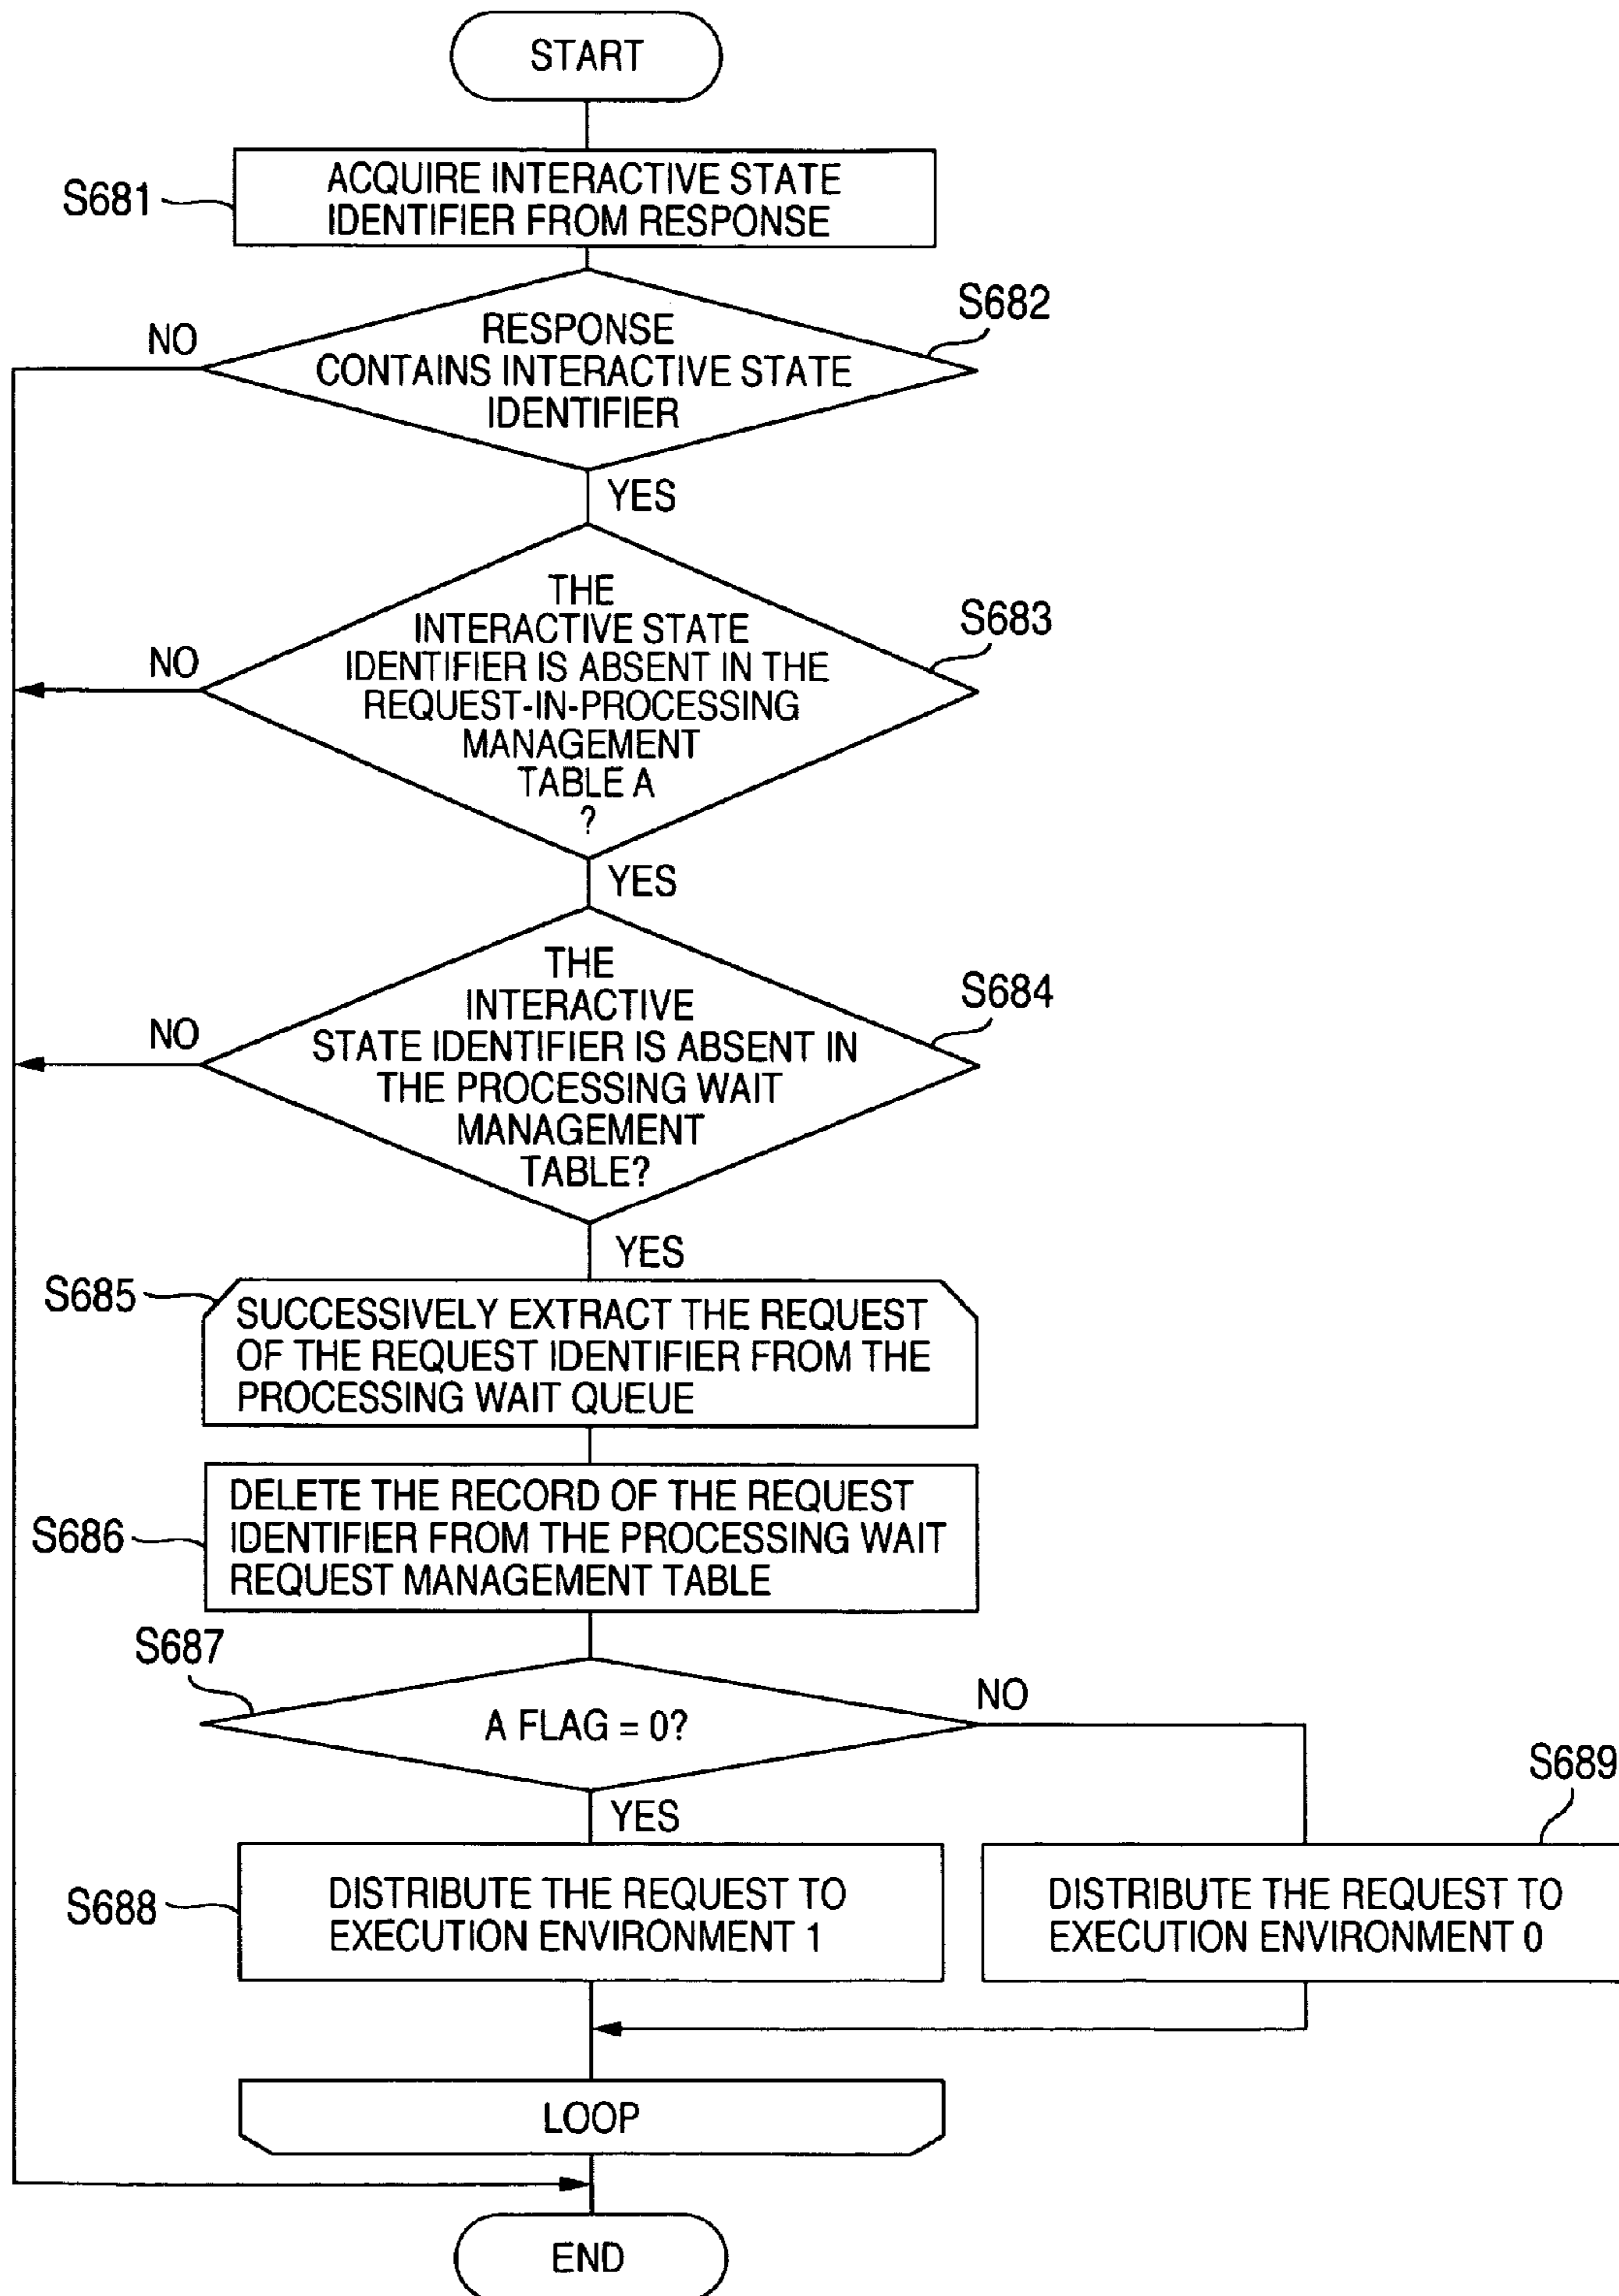 START
S681
ACQUIRE INTERACTIVE STATE
IDENTIFIER FROM RESPONSE
S682
NO
RESPONSE
CONTAINS INTERACTIVE STATE
IDENTIFIER
YES
S683
NO
THE
INTERACTIVE STATE
IDENTIFIER IS ABSENT IN THE
REQUEST-IN-PROCESSING
MANAGEMENT
TABLE A
?
YES
S684
NO
THE
INTERACTIVE
STATE IDENTIFIER IS ABSENT IN
THE PROCESSING WAIT
MANAGEMENT
TABLE?
YES
S685
SUCCESSIVELY EXTRACT THE REQUEST
OF THE REQUEST IDENTIFIER FROM THE
PROCESSING WAIT QUEUE
S686
DELETE THE RECORD OF THE REQUEST
IDENTIFIER FROM THE PROCESSING WAIT
REQUEST MANAGEMENT TABLE
S687
A FLAG = 0?
NO
YES
S689
S688
DISTRIBUTE THE REQUEST TO
EXECUTION ENVIRONMENT 1
DISTRIBUTE THE REQUEST TO
EXECUTION ENVIRONMENT 0
LOOP
END